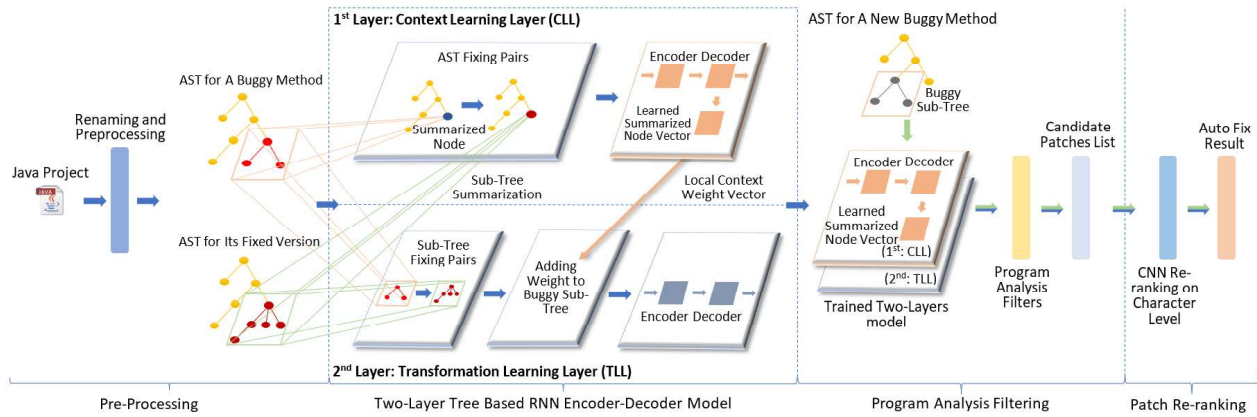 1st Layer: Context Learning Layer (CLL)
AST Fixing Pairs
Summarized
Node
Encoder Decoder
Learned
Summarized
Node Vector
AST for A New Buggy Method
Buggy
Sub-Tree
AST for A Buggy Method
Renaming and
Preprocessing
Java Project
JAVA
Sub-Tree
Summarization
Local Context
Weight Vector
AST for Its Fixed Version
Sub-Tree
Fixing Pairs
Adding
Weight to
Buggy Sub-
Tree
Encoder Decoder
2nd Layer: Transformation Learning Layer (TLL)
Encoder Decoder
Learned
Summarized
Node Vector
(1st: CLL)
(2nd: TLL)
Trained Two-Layers
model
Program
Analysis
Filters
Candidate
Patches List
CNN Re-
ranking on
Character
Level
Auto Fix
Result
Pre-Processing
Two-Layer Tree Based RNN Encoder-Decoder Model
Program Analysis Filtering
Patch Re-ranking